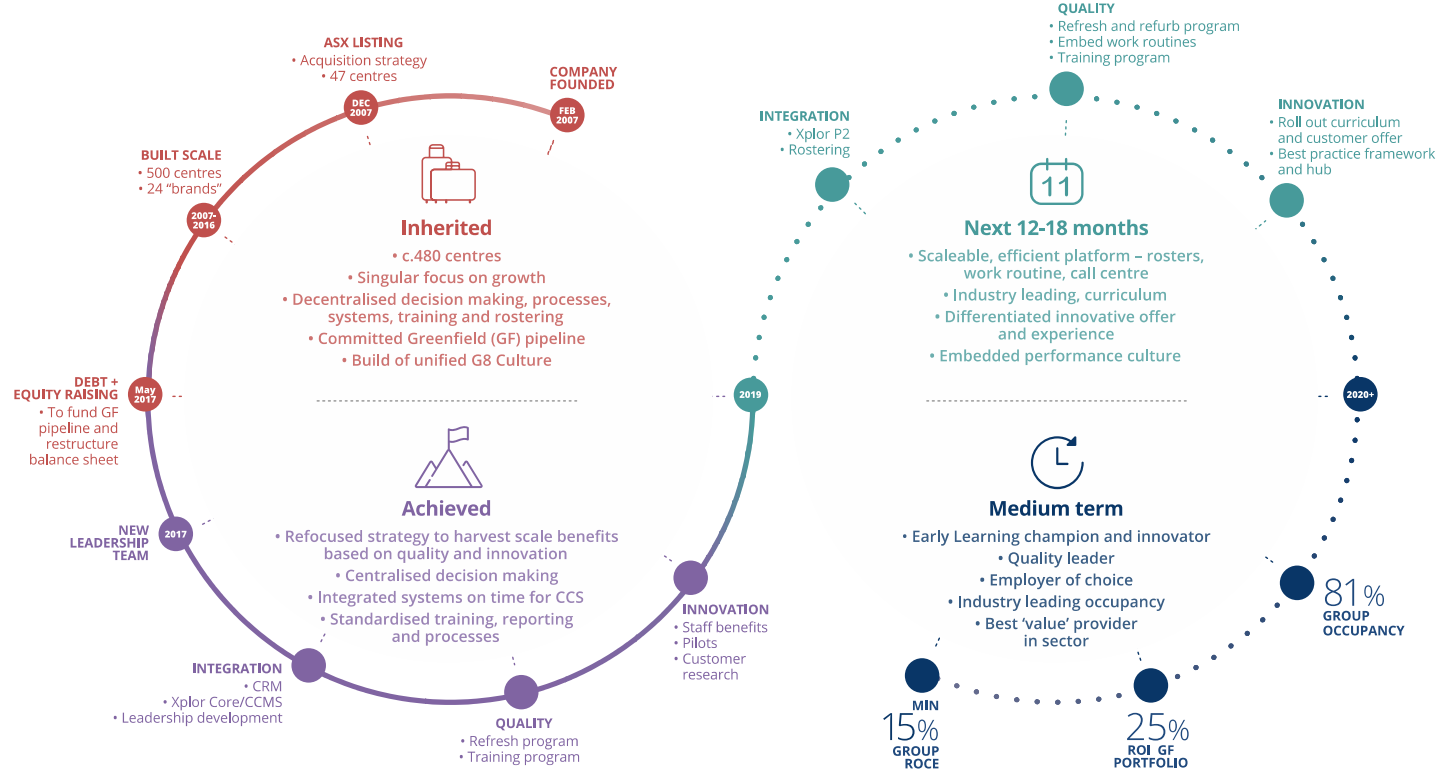 COMPANY
FOUNDED
FEB
2007
ASX LISTING
• Acquisition strategy
• 47 centres
DEC
2007
BUILT SCALE
• 500 centres
• 24 “brands”
2007-
2016
DEBT +
EQUITY RAISING
• To fund GF
pipeline and
restructure
balance sheet
May
2017
NEW
LEADERSHIP
TEAM
2017
INTEGRATION
• CRM
• Xplor Core/CCMS
• Leadership development
QUALITY
• Refresh program
• Training program
INNOVATION
• Staff benefits
• Pilots
• Customer
research
Inherited
• c.480 centres
• Singular focus on growth
• Decentralised decision making, processes,
systems, training and rostering
• Committed Greenfield (GF) pipeline
• Build of unified G8 Culture
Achieved
• Refocused strategy to harvest scale benefits
based on quality and innovation
• Centralised decision making
• Integrated systems on time for CCS
• Standardised training, reporting
and processes
2019
INTEGRATION
• Xplor P2
• Rostering
QUALITY
• Refresh and refurb program
• Embed work routines
• Training program
INNOVATION
• Roll out curriculum
and customer offer
• Best practice framework
and hub
11
Next 12-18 months
• Scaleable, efficient platform – rosters,
work routine, call centre
• Industry leading, curriculum
• Differentiated innovative offer
and experience
• Embedded performance culture
2020+
Medium term
• Early Learning champion and innovator
• Quality leader
• Employer of choice
• Industry leading occupancy
• Best ‘value’ provider
in sector
81%
GROUP
OCCUPANCY
25%
ROI GF
PORTFOLIO
MIN
15%
GROUP
ROCE